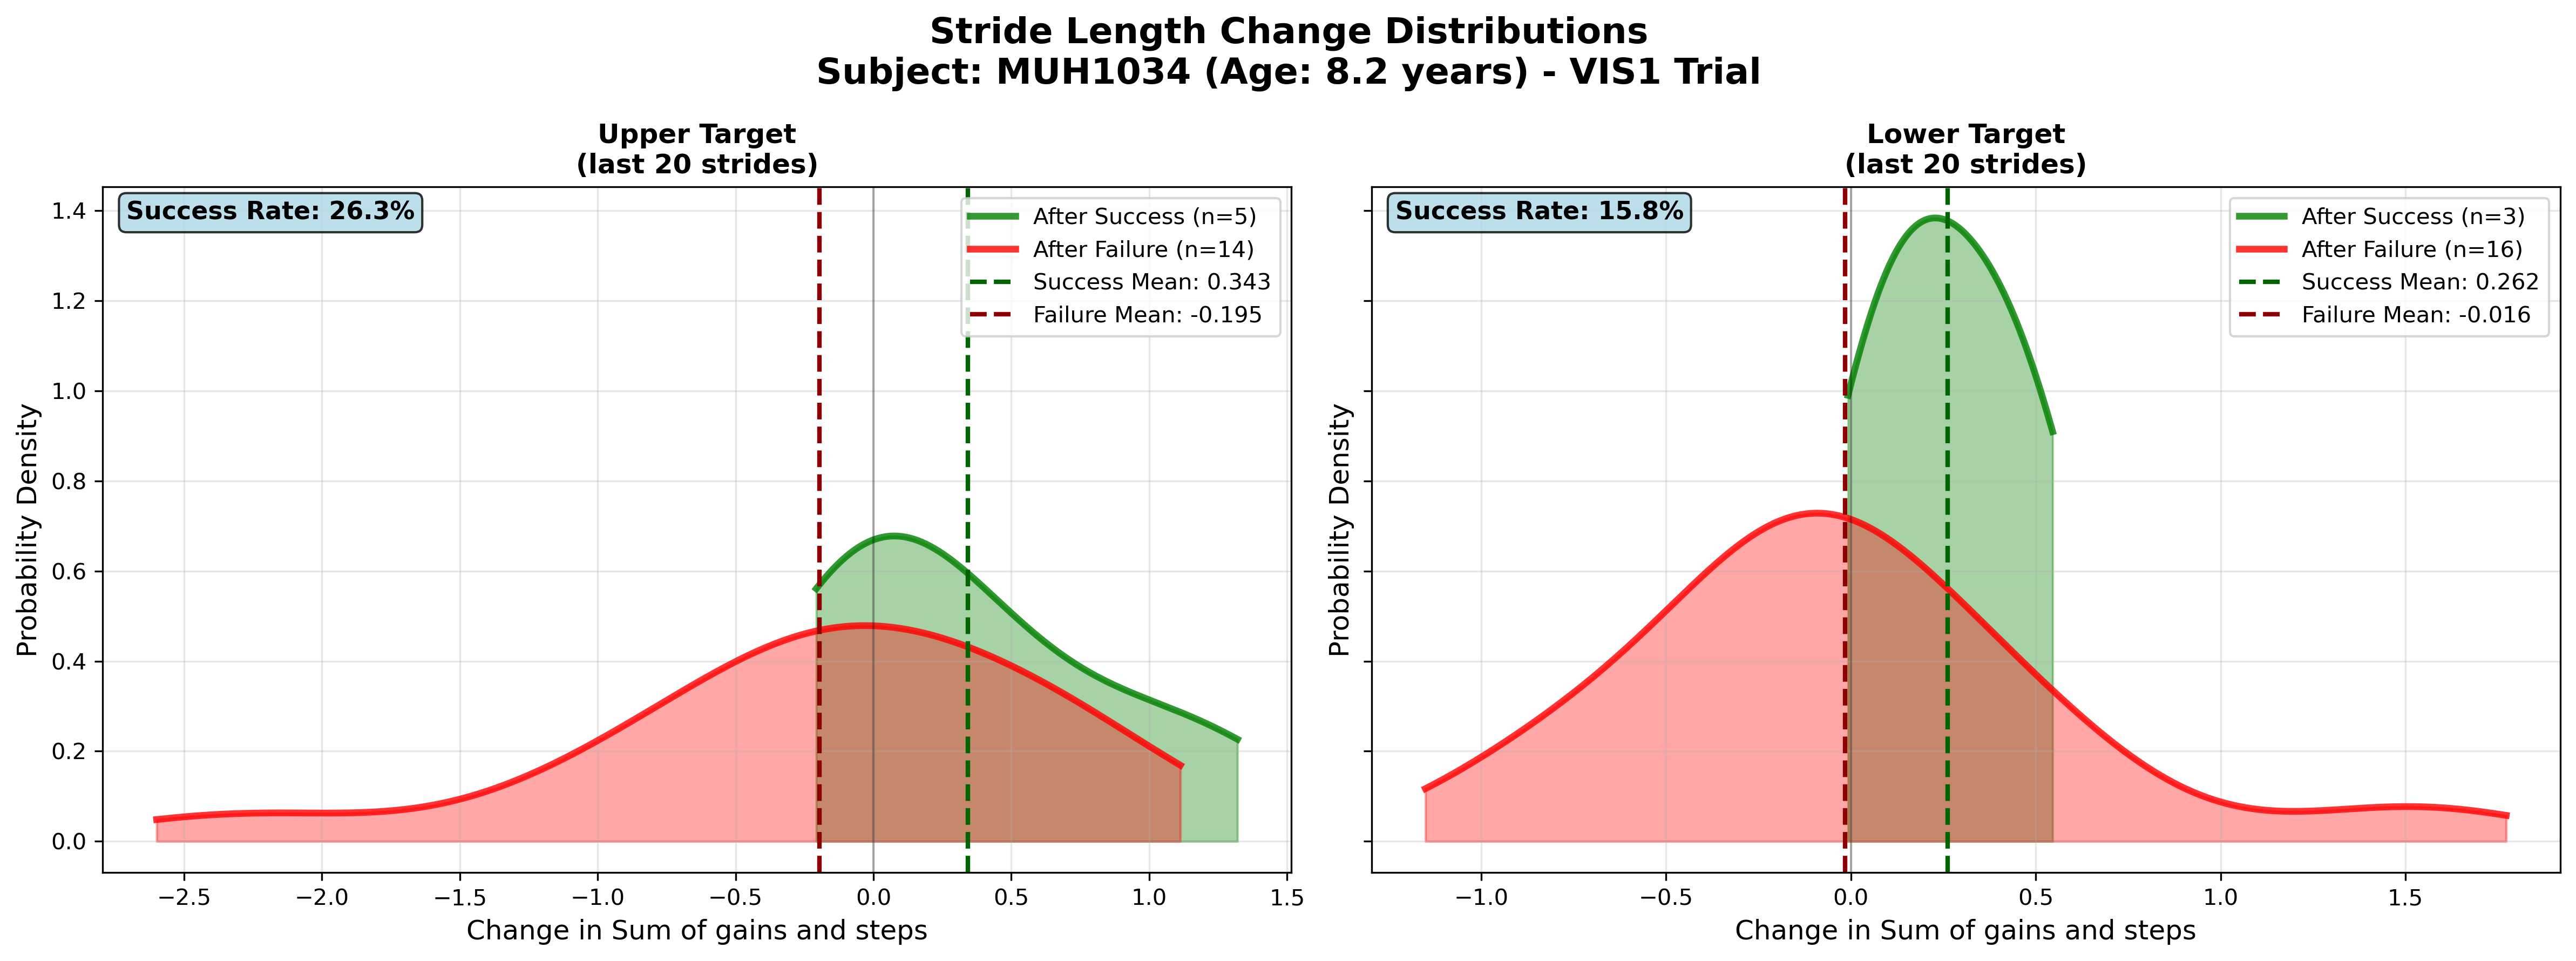 Stride Length Change Distributions
Subject: MUH1034 (Age: 8.2 years) - VIS1 Trial
Upper Target
(last 20 strides)
Success Rate: 26.3%
After Success (n=5)
After Failure (n=14)
Success Mean: 0.343
Failure Mean: -0.195
Probability Density
1.4
1.2
1.0
0.8
0.6
0.4
0.2
0.0
−2.5 −2.0 −1.5 −1.0 −0.5 0.0 0.5 1.0 1.5
Change in Sum of gains and steps
Lower Target
(last 20 strides)
Success Rate: 15.8%
After Success (n=3)
After Failure (n=16)
Success Mean: 0.262
Failure Mean: -0.016
Probability Density
−1.0 −0.5 0.0 0.5 1.0 1.5
Change in Sum of gains and steps